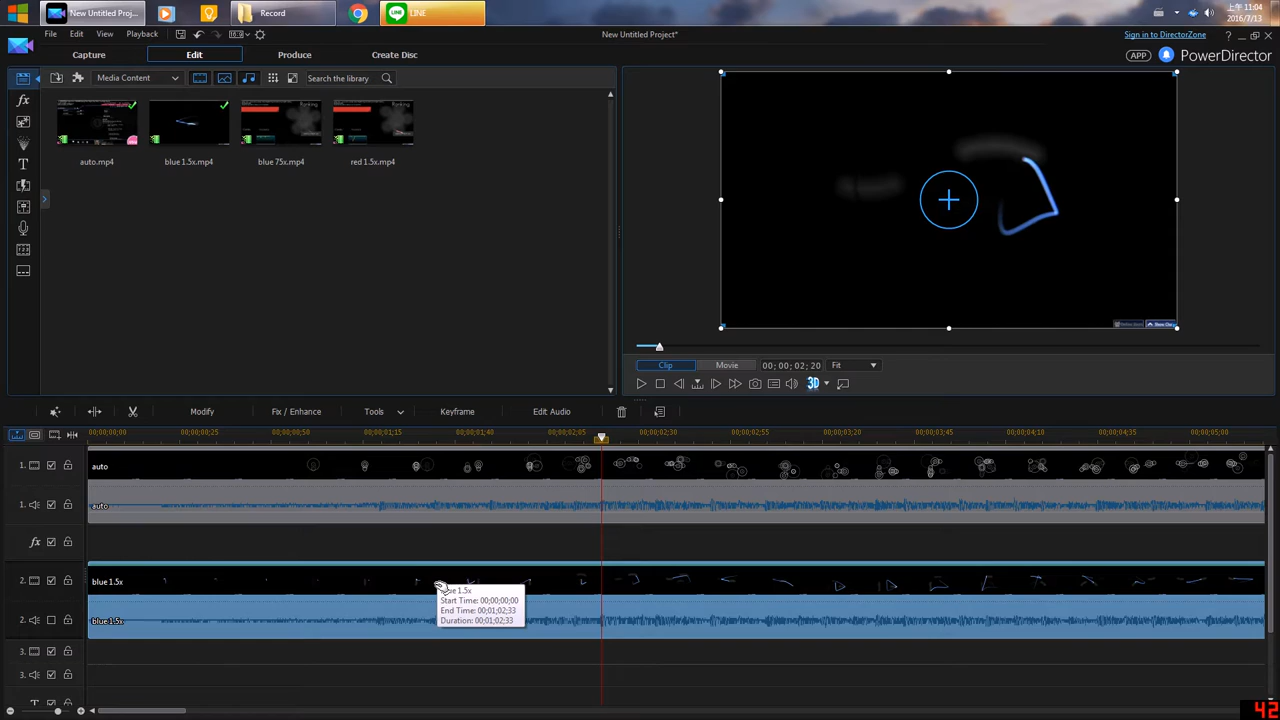 New Untitled Proj...
Record
LINE
上午 11:04
2016/7/13
File Edit View Playback
New Untitled Project*
Sign in to DirectorZone
Capture Edit Produce Create Disc
APP PowerDirector
Media Content
Search the library
auto.mp4
blue 1.5x.mp4
blue 75x.mp4
red 1.5x.mp4
Clip Movie 00; 00; 02; 20 Fit
3D
Modify Fix / Enhance Tools Keyframe Edit Audio
00;00;00;00 00;00;00;25 00;00;00;50 00;00;01;15 00;00;01;40 00;00;02;05 00;00;02;30 00;00;02;55 00;00;03;20 00;00;03;45 00;00;04;10 00;00;04;35 00;00;05;00
1. auto
1. auto
fx
2. blue 1.5x
blue 1.5x
Start Time: 00;00;00;00
End Time: 00;01;02;33
Duration: 00;01;02;33
2. blue 1.5x
3.
3.
T
42